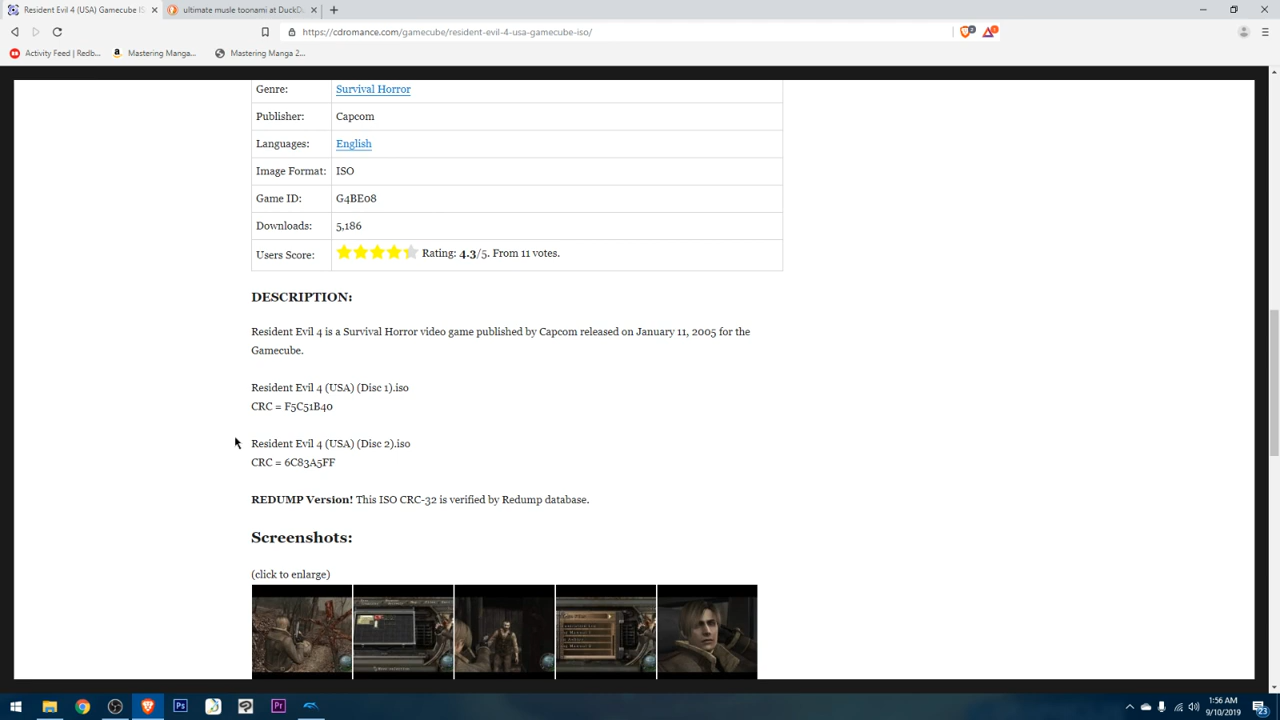 Resident Evil 4 (USA) Gamecube IS
ultimate musle toonami at DuckDu
https://cdromance.com/gamecube/resident-evil-4-usa-gamecube-iso/
Activity Feed | Redb...
Mastering Manga...
Mastering Manga 2...
Genre: Survival Horror
Publisher: Capcom
Languages: English
Image Format: ISO
Game ID: G4BE08
Downloads: 5,186
Users Score: Rating: 4.3/5. From 11 votes.
DESCRIPTION:
Resident Evil 4 is a Survival Horror video game published by Capcom released on January 11, 2005 for the
Gamecube.
Resident Evil 4 (USA) (Disc 1).iso
CRC = F5C51B40
Resident Evil 4 (USA) (Disc 2).iso
CRC = 6C83A5FF
REDUMP Version! This ISO CRC-32 is verified by Redump database.
Screenshots:
(click to enlarge)
Ps
Pr
1:56 AM
9/10/2019
23